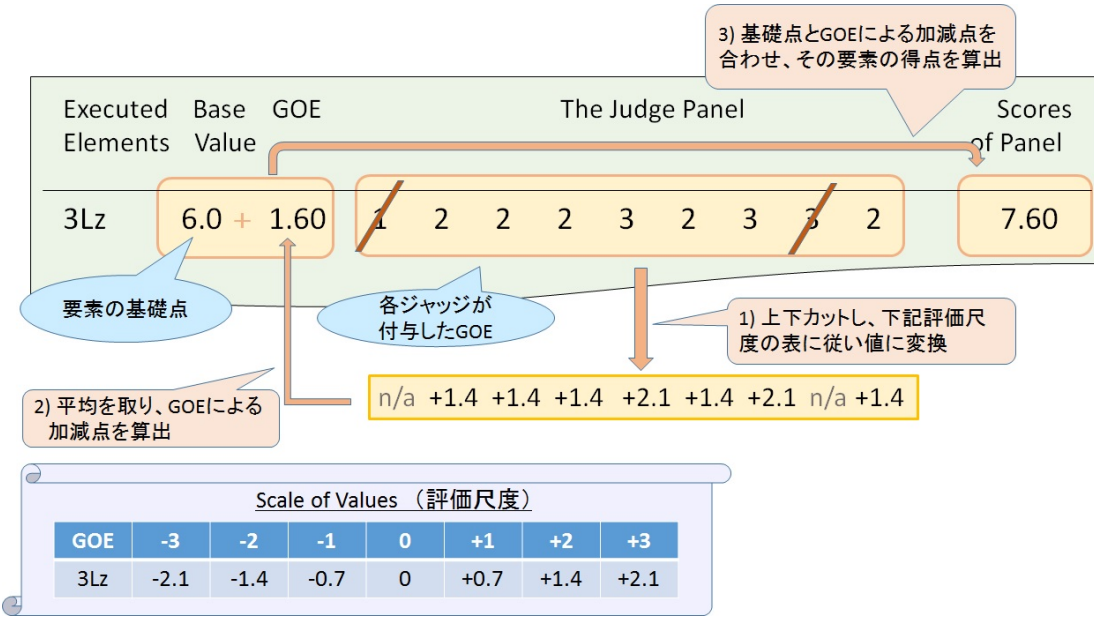 3) 基礎点とGOEによる加減点を
合わせ、その要素の得点を算出
Executed Base GOE The Judge Panel Scores
Elements Value of Panel
3Lz 6.0 + 1.60 1 2 2 2 3 2 3 3 2 7.60
要素の基礎点
各ジャッジが
付与したGOE
1) 上下カットし、下記評価尺
度の表に従い値に変換
n/a +1.4 +1.4 +1.4 +2.1 +1.4 +2.1 n/a +1.4
2) 平均を取り、GOEによる
加減点を算出
Scale of Values （評価尺度）
GOE -3 -2 -1 0 +1 +2 +3
3Lz -2.1 -1.4 -0.7 0 +0.7 +1.4 +2.1